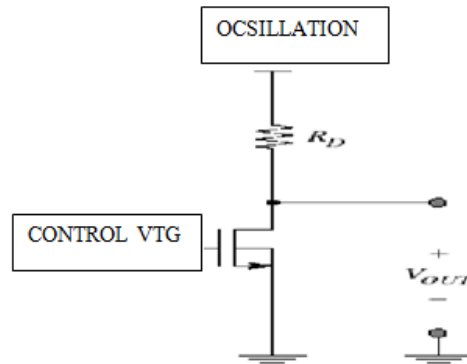 OCSILLATION
R_D
CONTROL VTG
+
V_OUT
−